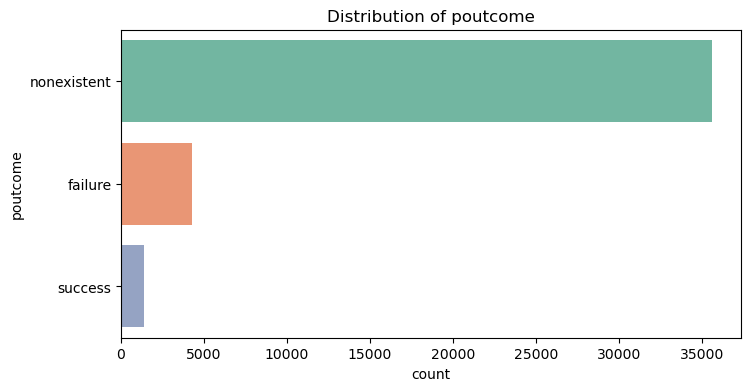 Distribution of poutcome
poutcome
nonexistent
failure
success
0 5000 10000 15000 20000 25000 30000 35000
count